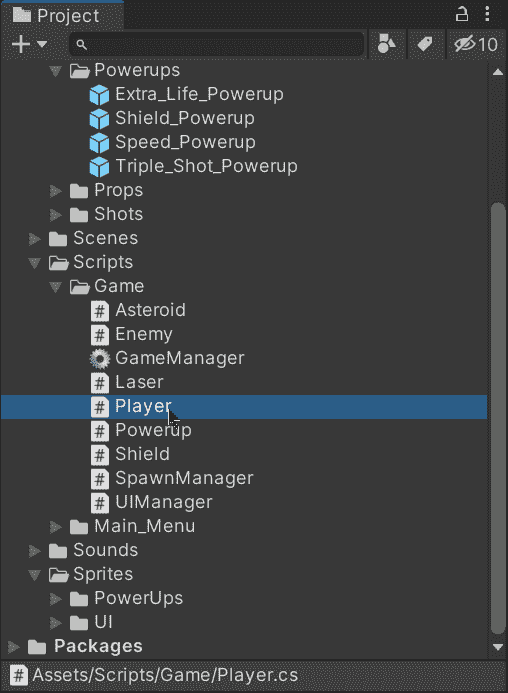 Project
10
Powerups
Extra_Life_Powerup
Shield_Powerup
Speed_Powerup
Triple_Shot_Powerup
Props
Shots
Scenes
Scripts
Game
Asteroid
Enemy
GameManager
Laser
Player
Powerup
Shield
SpawnManager
UIManager
Main_Menu
Sounds
Sprites
PowerUps
UI
Packages
Assets/Scripts/Game/Player.cs